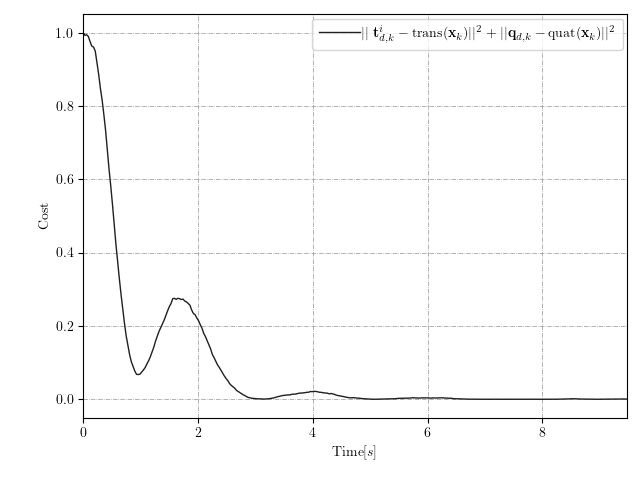 || t^i_{d,k} − trans(x_k)||² + ||q_{d,k} − quat(x_k)||²
1.0
0.8
0.6
0.4
0.2
0.0
Cost
0 2 4 6 8
Time[s]